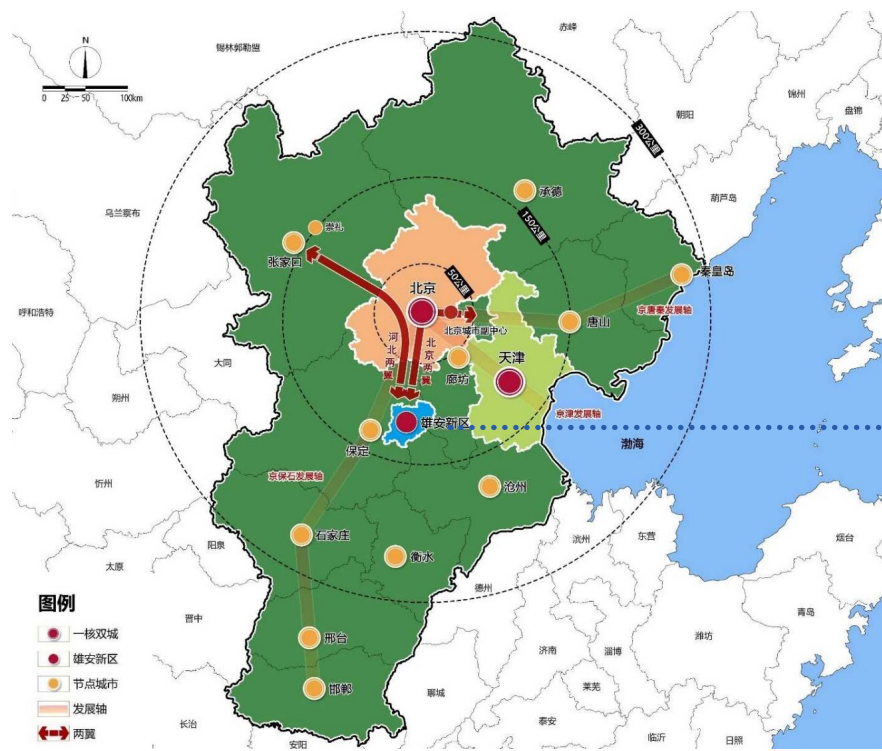 赤峰
N
锡林郭勒盟
0 25 50 100km
朝阳
锦州
盘锦
300公里
葫芦岛
承德
乌兰察布
150公里
崇礼
张家口
50公里
秦皇岛
北京
呼和浩特
京唐秦发展轴
唐山
北京城市副中心
河北两翼
北京两翼
大同
廊坊
天津
朔州
京津发展轴
雄安新区
渤海
保定
忻州
京保石发展轴
沧州
石家庄
滨州
东营
阳泉
衡水
烟台
太原
德州
图例
一核双城
雄安新区
节点城市
发展轴
两翼
晋中
青岛
邢台
济南
淄博
潍坊
邯郸
聊城
莱芜
长治
泰安
临沂
日照
安阳